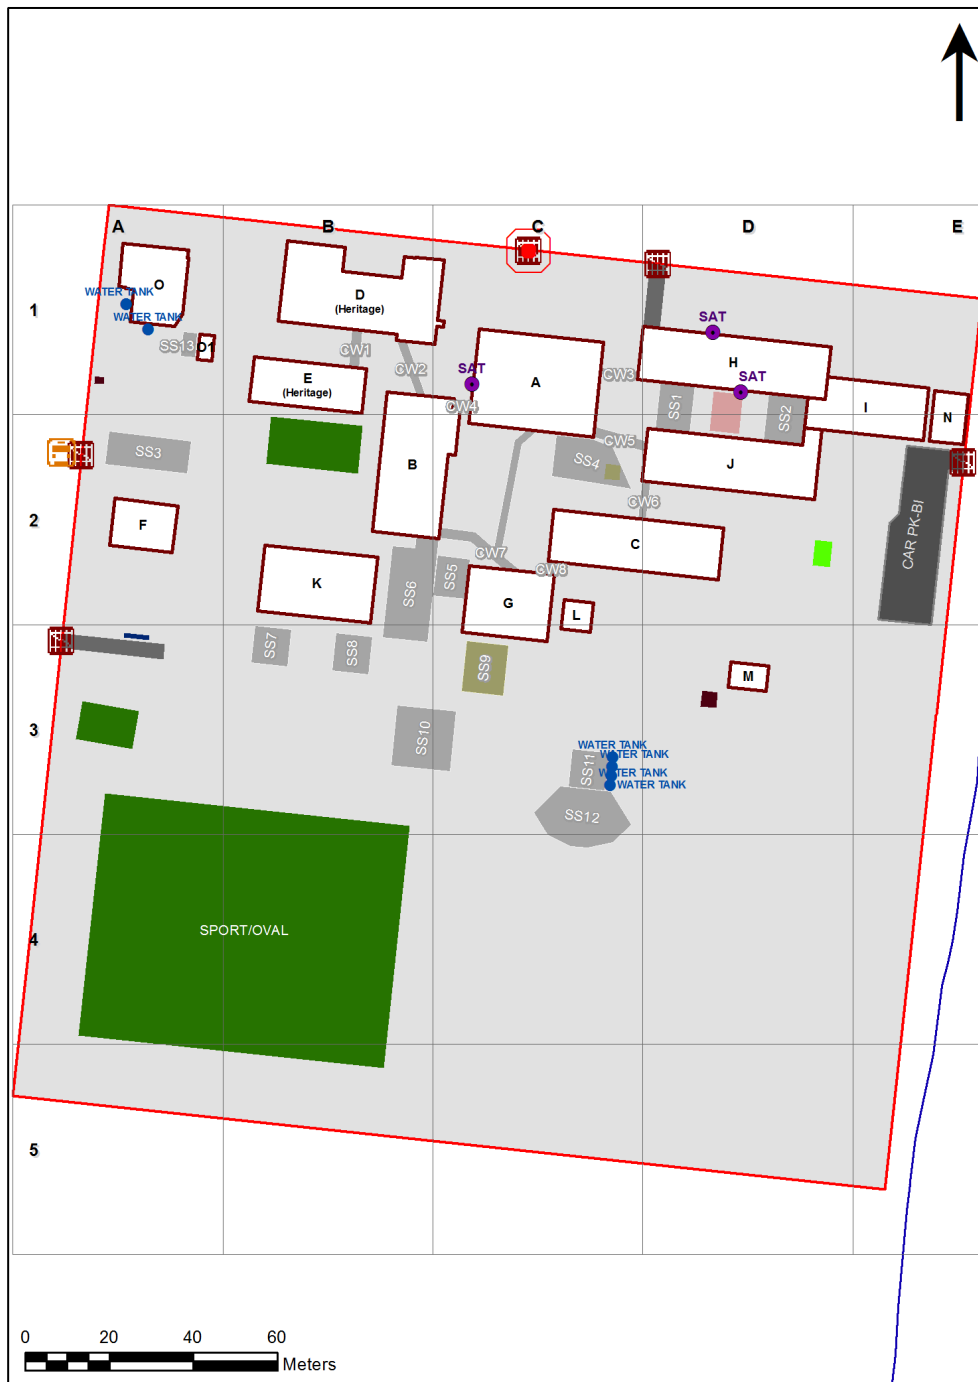 A
B
C
D
E
1
O
D
(Heritage)
WATER TANK
WATER TANK
SAT
SS13
D1
CW1
CW2
SAT
H
E
(Heritage)
A
CW3
SAT
CW4
SS1
SS2
I
N
SS3
B
CW5
SS4
J
2
F
CW6
CAR PK-BI
C
CW7
CW8
K
SS6
SS5
G
L
SS7
SS8
SS9
M
3
SS10
WATER TANK
WATER TANK
SS11
WATER TANK
WATER TANK
SS12
4
SPORT/OVAL
5
0 20 40 60
Meters